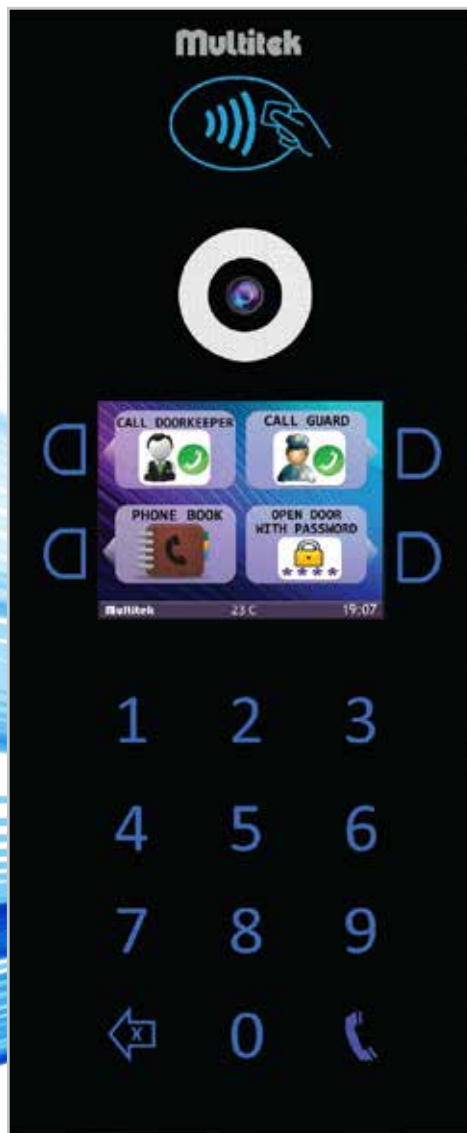 Multitek
CALL DOORKEEPER
CALL GUARD
PHONE BOOK
OPEN DOOR
WITH PASSWORD
****
Multitek 23 C 19:07
1 2 3
4 5 6
7 8 9
X 0